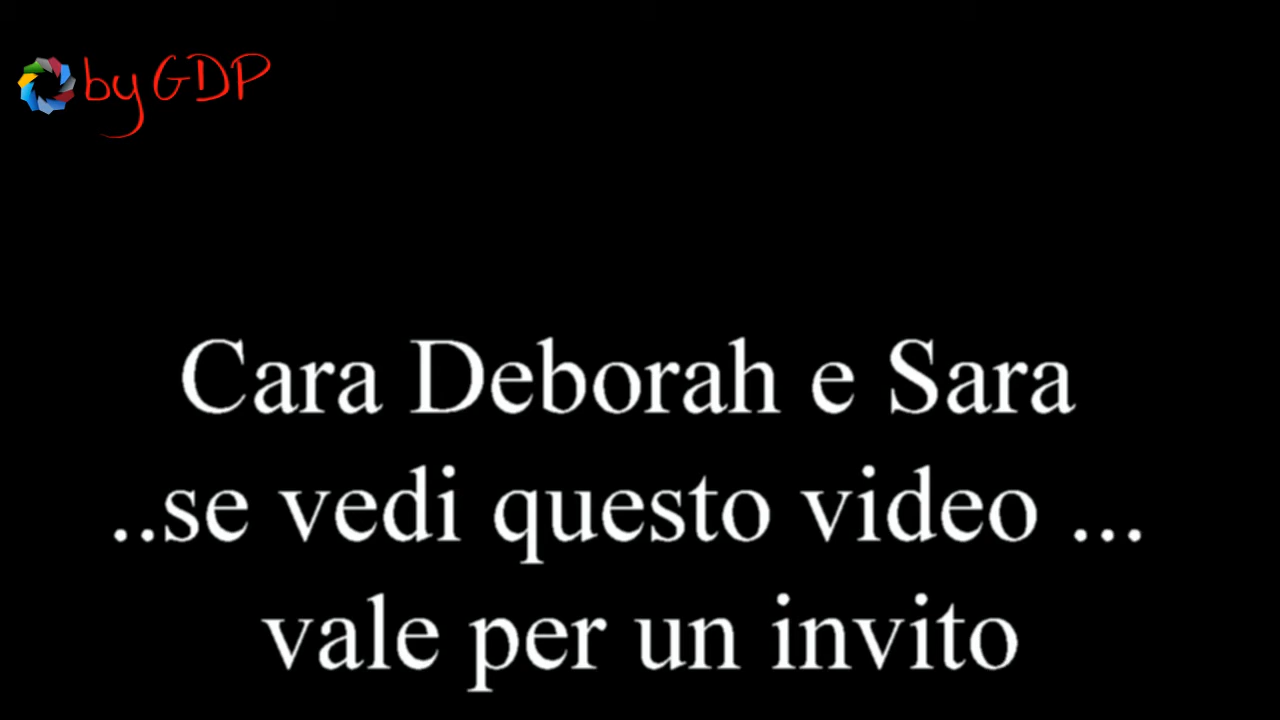 by GDP
Cara Deborah e Sara
..se vedi questo video ...
vale per un invito